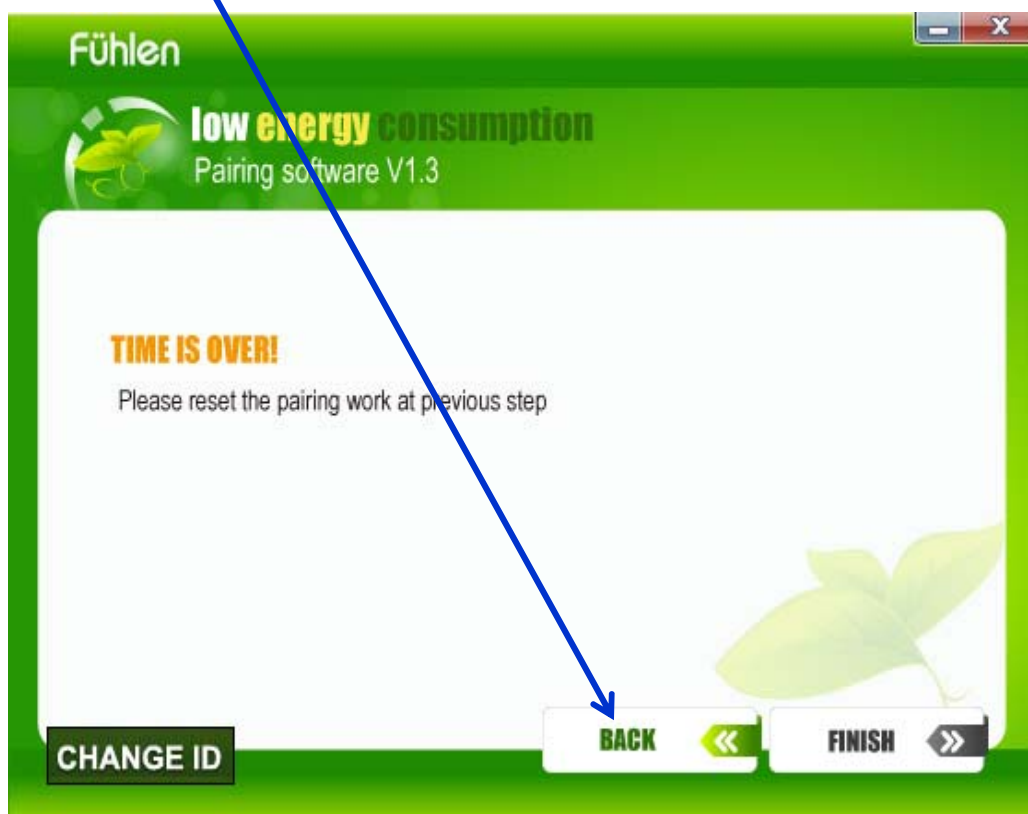 Fühlen
low energy consumption
Pairing software V1.3
TIME IS OVER!
Please reset the pairing work at previous step
BACK
FINISH
CHANGE ID